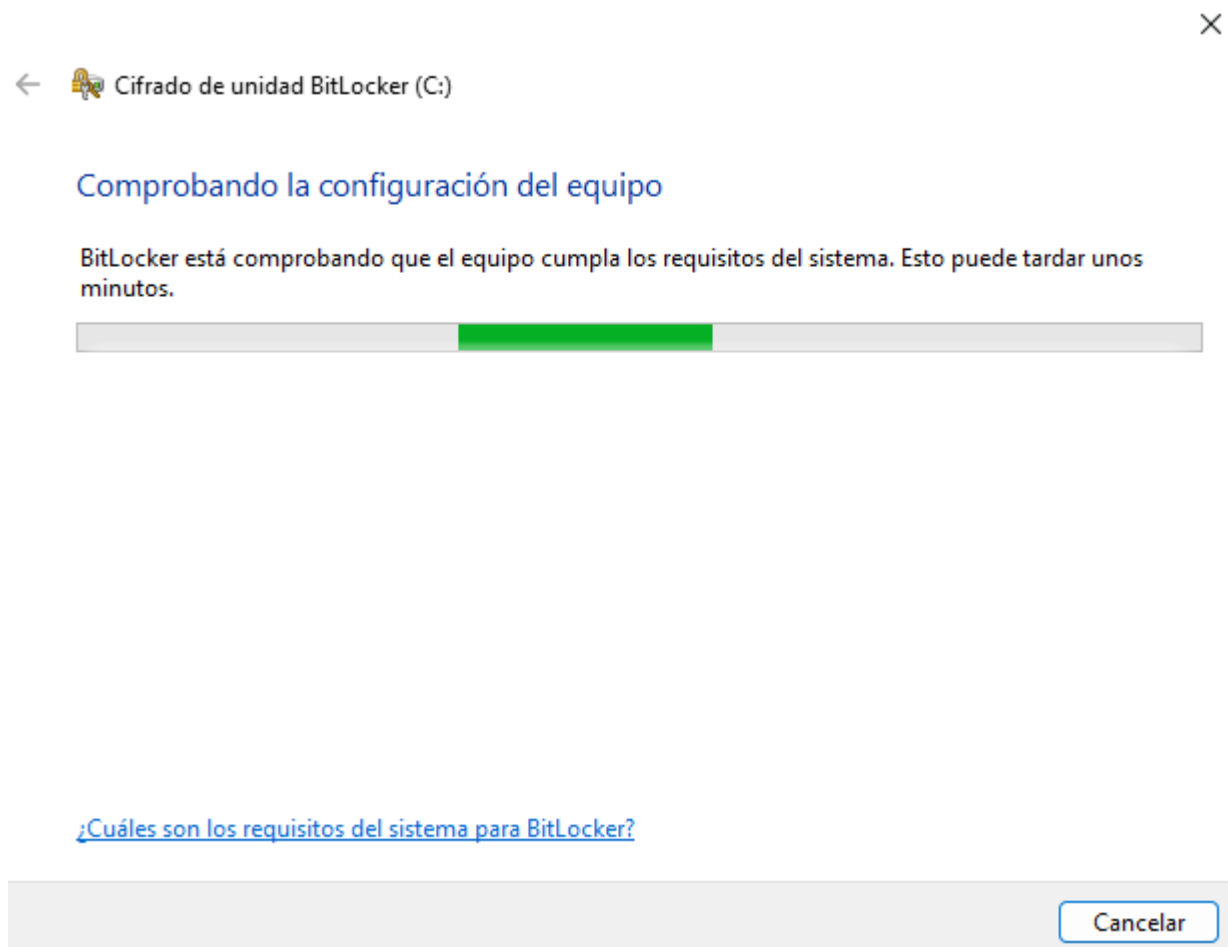 Cifrado de unidad BitLocker (C:)
Comprobando la configuración del equipo
BitLocker está comprobando que el equipo cumpla los requisitos del sistema. Esto puede tardar unos
minutos.
¿Cuáles son los requisitos del sistema para BitLocker?
Cancelar